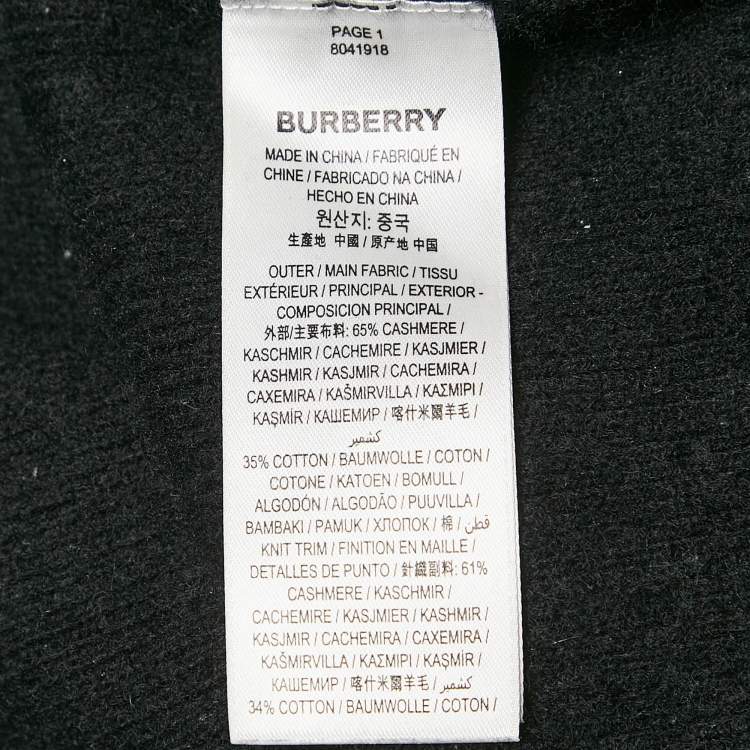 PAGE 1
8041918
BURBERRY
MADE IN CHINA / FABRIQUÉ EN
CHINE / FABRICADO NA CHINA /
HECHO EN CHINA
원산지: 중국
生產地 中國 / 原产地 中国
OUTER / MAIN FABRIC / TISSU
EXTÉRIEUR / PRINCIPAL / EXTERIOR -
COMPOSICION PRINCIPAL /
外部/主要布料: 65% CASHMERE /
KASCHMIR / CACHEMIRE / KASJMIER /
KASHMIR / KASJMIR / CACHEMIRA /
CAXEMIRA / KAŠMIRVILLA / ΚΑΣΜΙΡΙ /
KAŞMİR / КАШЕМИР / 喀什米爾羊毛 /
كشمير
35% COTTON / BAUMWOLLE / COTON /
COTONE / KATOEN / BOMULL /
ALGODÓN / ALGODÃO / PUUVILLA /
BAMBAKI / PAMUK / ХЛОПОК / 棉 / قطن /
KNIT TRIM / FINITION EN MAILLE /
DETALLES DE PUNTO / 針織副料: 61%
CASHMERE / KASCHMIR /
CACHEMIRE / KASJMIER / KASHMIR /
KASJMIR / CACHEMIRA / CAXEMIRA /
KAŠMIRVILLA / ΚΑΣΜΙΡΙ / KAŞMİR /
КАШЕМИР / 喀什米爾羊毛 / كشمير /
34% COTTON / BAUMWOLLE / COTON /